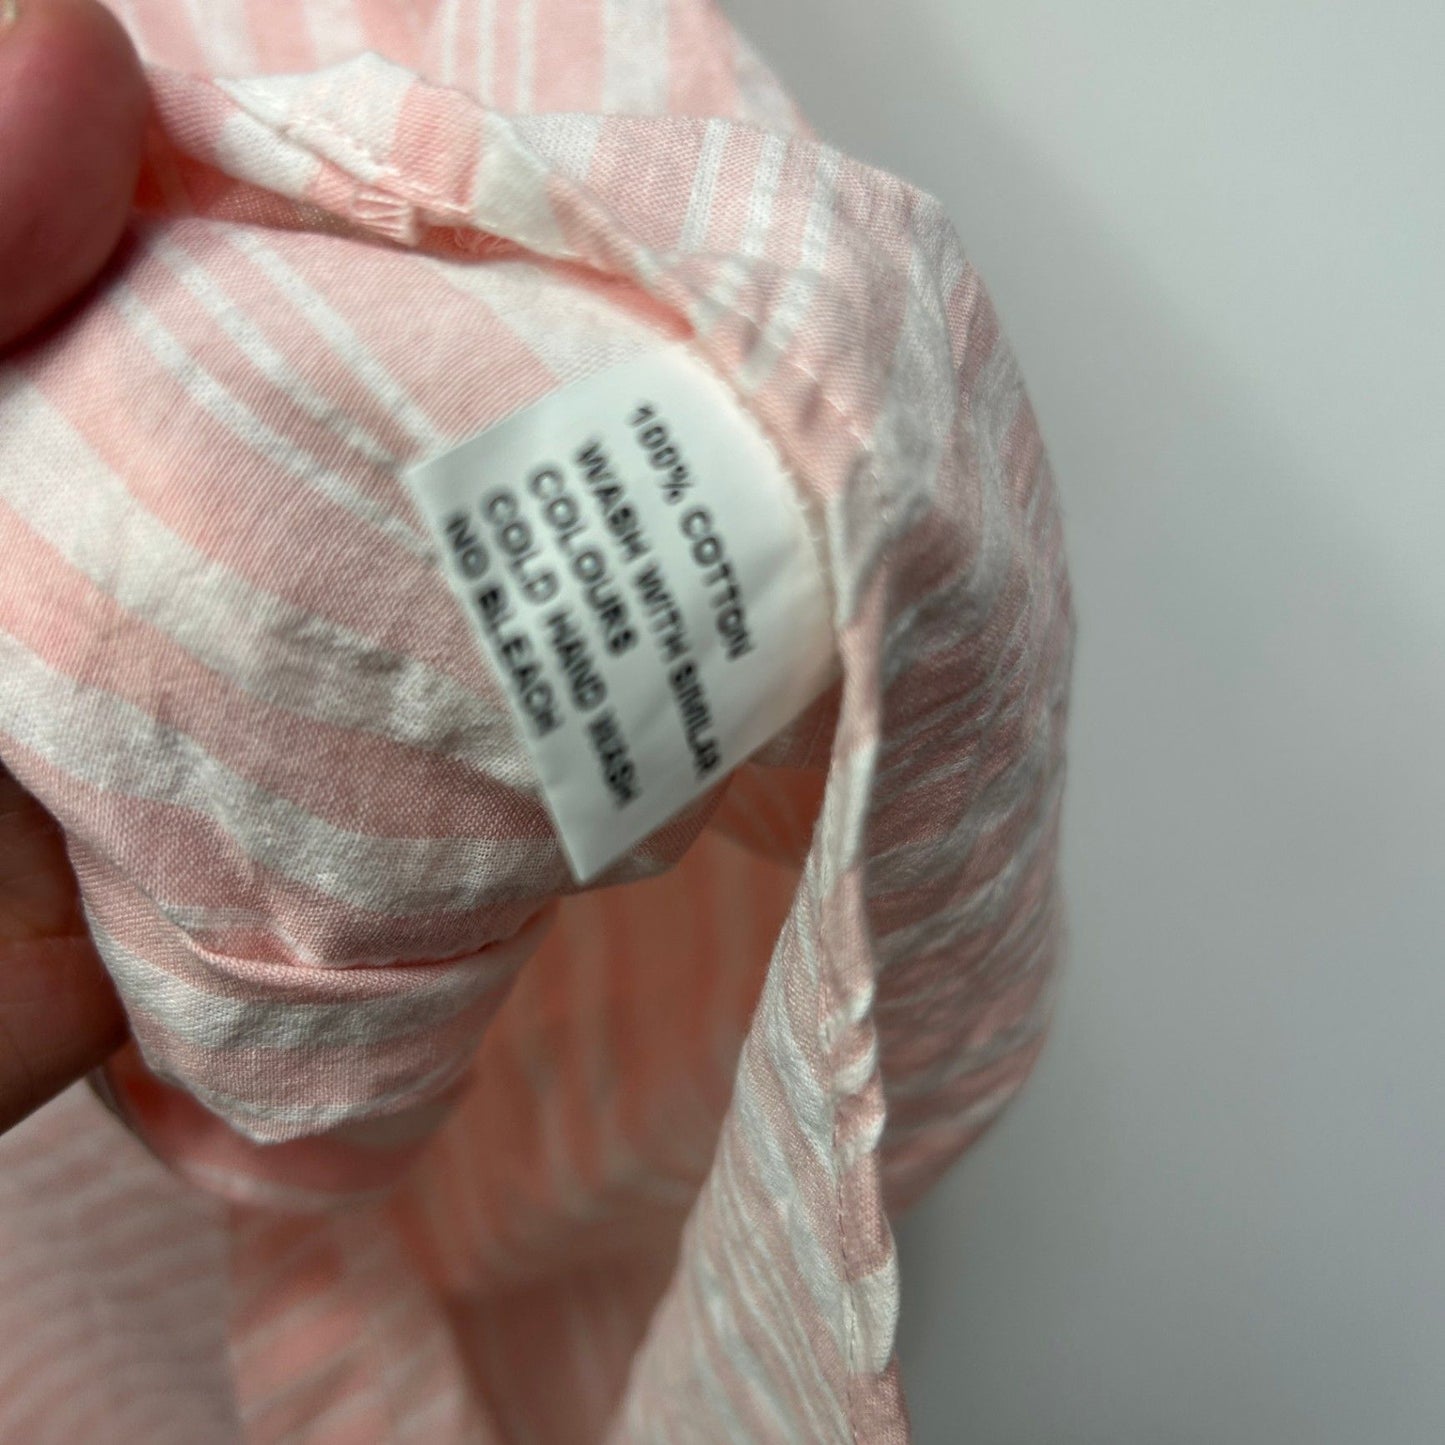 100% COTTON
WASH WITH SIMILAR
COLOURS
COLD HAND WASH
NO BLEACH